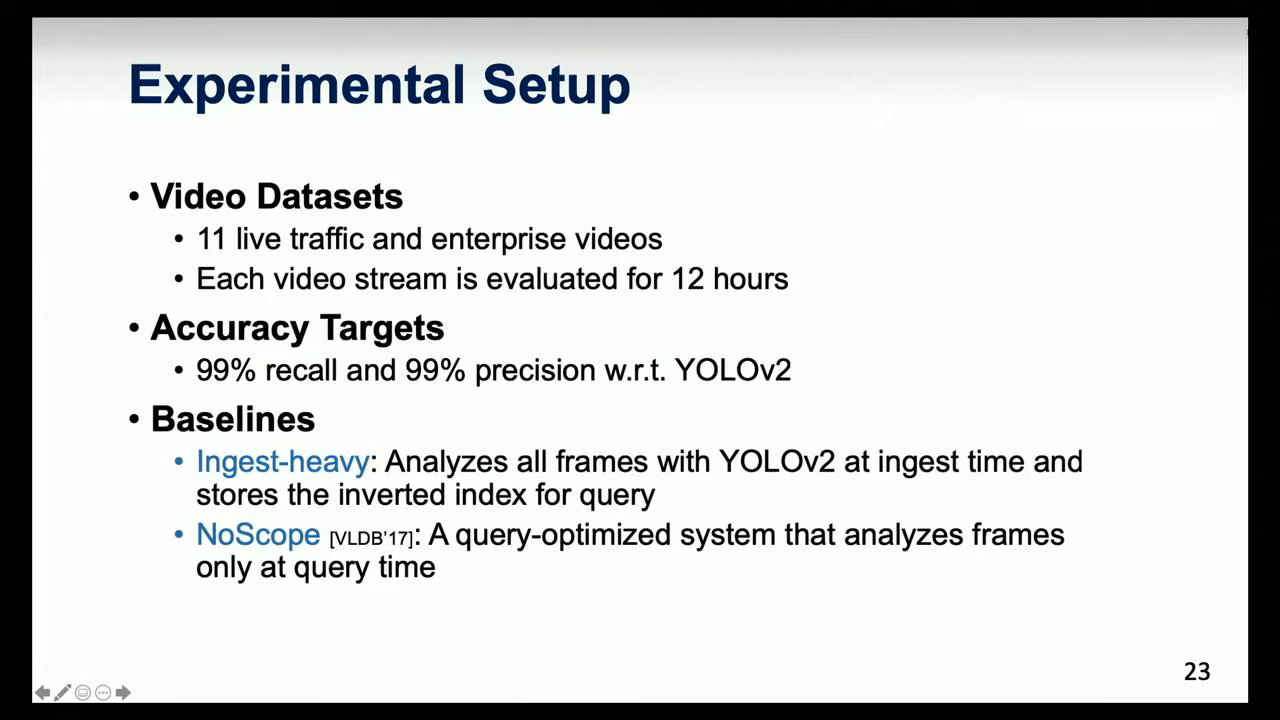 Experimental Setup
• Video Datasets
• 11 live traffic and enterprise videos
• Each video stream is evaluated for 12 hours
• Accuracy Targets
• 99% recall and 99% precision w.r.t. YOLOv2
• Baselines
• Ingest-heavy: Analyzes all frames with YOLOv2 at ingest time and
stores the inverted index for query
• NoScope [VLDB’17]: A query-optimized system that analyzes frames
only at query time
23